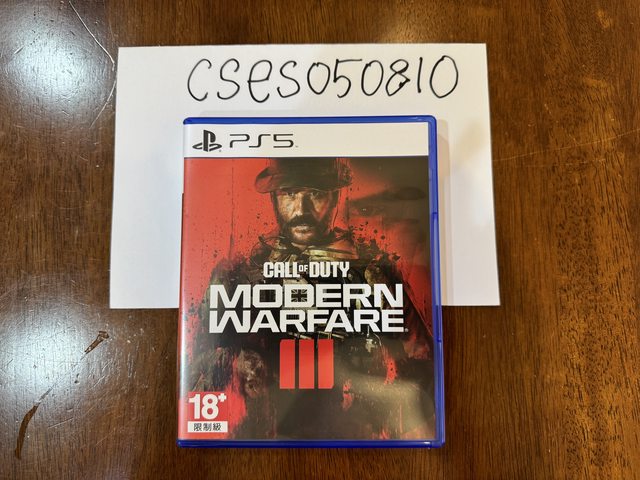 cses050810
PS5
CALL OF DUTY
MODERN
WARFARE
III
18+
限制級